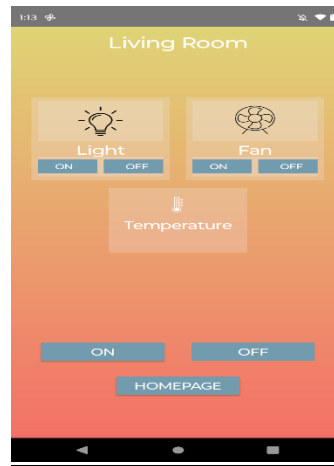 1:13
Living Room
Light Fan
ON OFF ON OFF
Temperature
ON OFF
HOMEPAGE